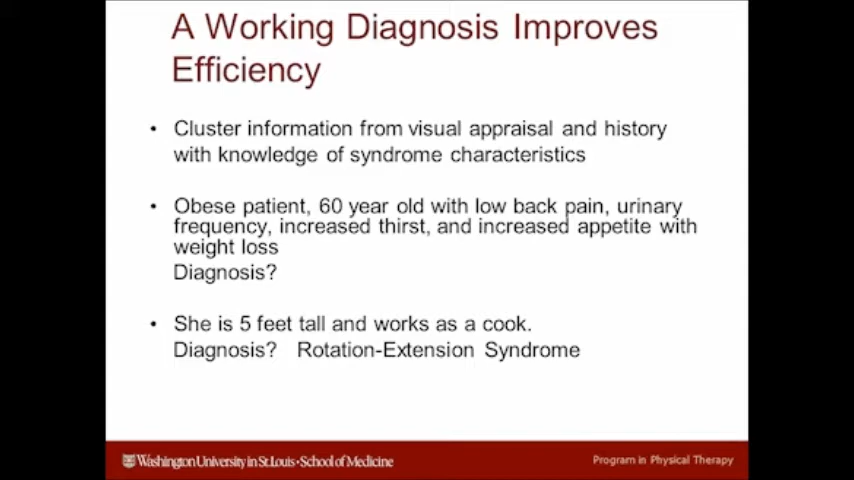 A Working Diagnosis Improves
Efficiency
• Cluster information from visual appraisal and history
with knowledge of syndrome characteristics
• Obese patient, 60 year old with low back pain, urinary
frequency, increased thirst, and increased appetite with
weight loss
Diagnosis?
• She is 5 feet tall and works as a cook.
Diagnosis? Rotation-Extension Syndrome
Washington University in St. Louis • School of Medicine
Program in Physical Therapy